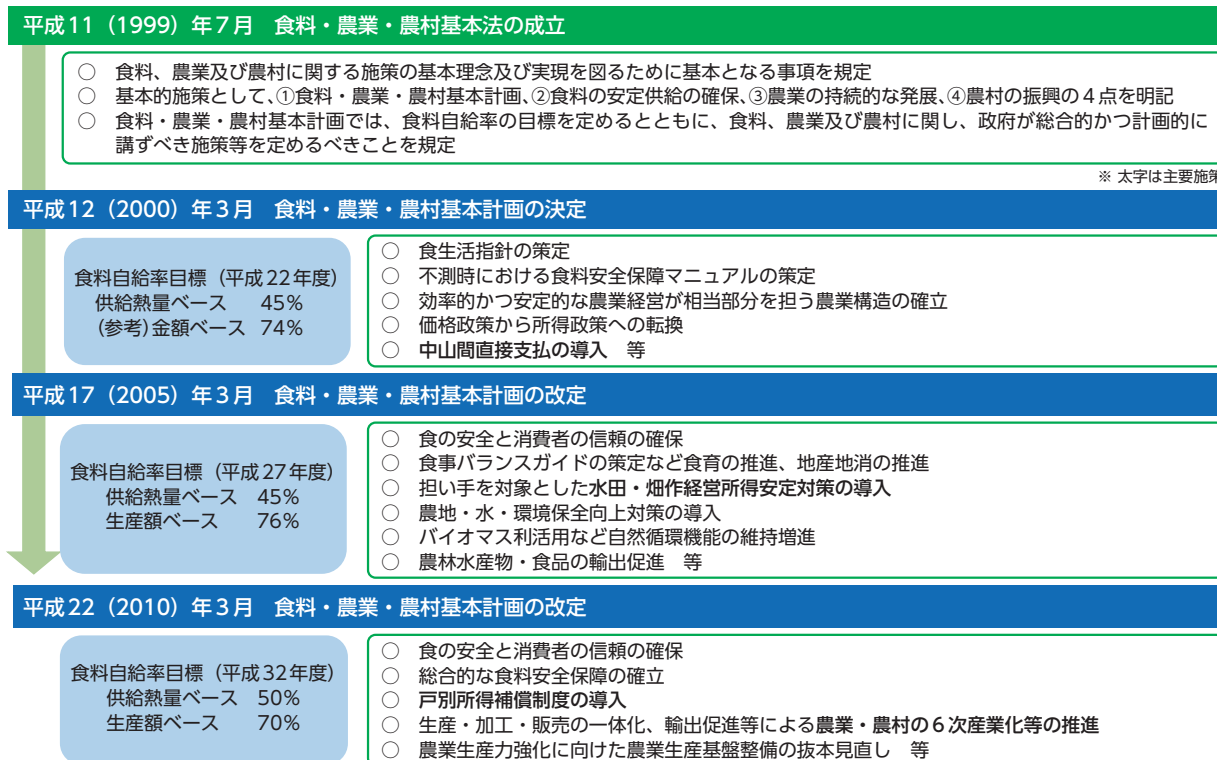 平成11（1999）年7月　食料・農業・農村基本法の成立
○　食料、農業及び農村に関する施策の基本理念及び実現を図るために基本となる事項を規定
○　基本的施策として、①食料・農業・農村基本計画、②食料の安定供給の確保、③農業の持続的な発展、④農村の振興の4点を明記
○　食料・農業・農村基本計画では、食料自給率の目標を定めるとともに、食料、農業及び農村に関し、政府が総合的かつ計画的に
講ずべき施策等を定めるべきことを規定
※ 太字は主要施策
平成12（2000）年3月　食料・農業・農村基本計画の決定
食料自給率目標（平成22年度）
供給熱量ベース　45%
(参考)金額ベース　74%
○　食生活指針の策定
○　不測時における食料安全保障マニュアルの策定
○　効率的かつ安定的な農業経営が相当部分を担う農業構造の確立
○　価格政策から所得政策への転換
○　中山間直接支払の導入　等
平成17（2005）年3月　食料・農業・農村基本計画の改定
食料自給率目標（平成27年度）
供給熱量ベース　45%
生産額ベース　76%
○　食の安全と消費者の信頼の確保
○　食事バランスガイドの策定など食育の推進、地産地消の推進
○　担い手を対象とした水田・畑作経営所得安定対策の導入
○　農地・水・環境保全向上対策の導入
○　バイオマス利活用など自然循環機能の維持増進
○　農林水産物・食品の輸出促進　等
平成22（2010）年3月　食料・農業・農村基本計画の改定
食料自給率目標（平成32年度）
供給熱量ベース　50%
生産額ベース　70%
○　食の安全と消費者の信頼の確保
○　総合的な食料安全保障の確立
○　戸別所得補償制度の導入
○　生産・加工・販売の一体化、輸出促進等による農業・農村の6次産業化等の推進
○　農業生産力強化に向けた農業生産基盤整備の抜本見直し　等